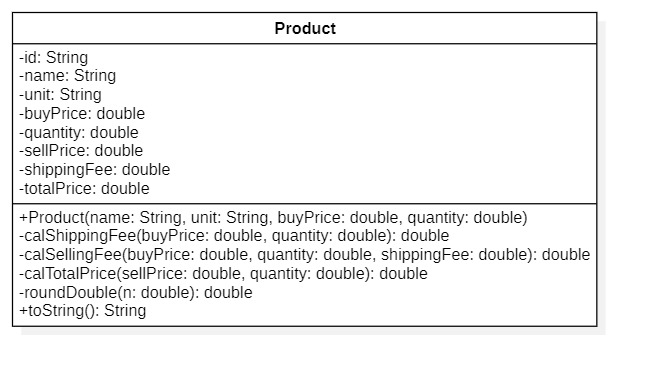 Product
-id: String
-name: String
-unit: String
-buyPrice: double
-quantity: double
-sellPrice: double
-shippingFee: double
-totalPrice: double
+Product(name: String, unit: String, buyPrice: double, quantity: double)
-calShippingFee(buyPrice: double, quantity: double): double
-calSellingFee(buyPrice: double, quantity: double, shippingFee: double): double
-calTotalPrice(sellPrice: double, quantity: double): double
-roundDouble(n: double): double
+toString(): String